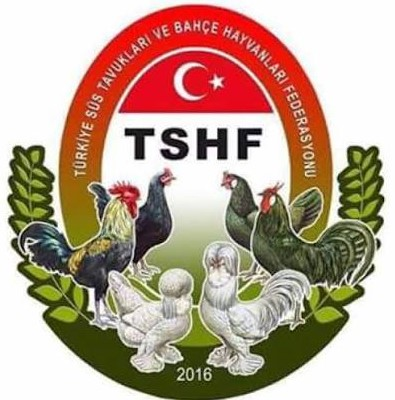 TÜRKİYE SÜS TAVUKLARI VE BAHÇE HAYVANLARI FEDERASYONU
TSHF
2016